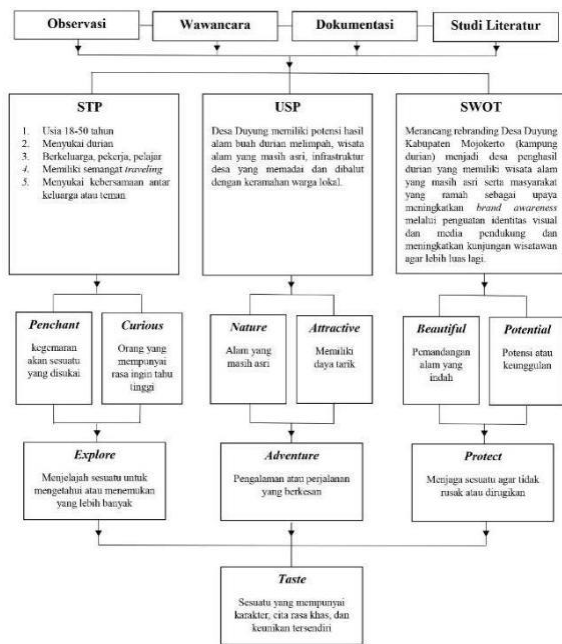 Observasi
Wawancara
Dokumentasi
Studi Literatur
STP
1. Usia 18-50 tahun
2. Menyukai durian
3. Berkeluarga, pekerja, pelajar
4. Memiliki semangat traveling
5. Menyukai kebersamaan antar
keluarga atau teman
USP
Desa Duyung memiliki potensi hasil
alam buah durian melimpah, wisata
alam yang masih asri, infrastruktur
desa yang memadai dan dibalut
dengan keramahan warga lokal.
SWOT
Merancang rebranding Desa Duyung
Kabupaten Mojokerto (kampung
durian) menjadi desa penghasil
durian yang memiliki wisata alam
yang masih asri serta masyarakat
yang ramah sebagai upaya
meningkatkan brand awareness
melalui penguatan identitas visual
dan media pendukung dan
meningkatkan kunjungan wisatawan
agar lebih luas lagi.
Penchant
kegemaran
akan sesuatu
yang disukai
Curious
Orang yang
mempunyai
rasa ingin tahu
tinggi
Nature
Alam yang
masih asri
Attractive
Memiliki
daya tarik
Beautiful
Pemandangan
alam yang
indah
Potential
Potensi atau
keunggulan
Explore
Menjelajah sesuatu untuk
mengetahui atau menemukan
yang lebih banyak
Adventure
Pengalaman atau perjalanan
yang berkesan
Protect
Menjaga sesuatu agar tidak
rusak atau dirugikan
Taste
Sesuatu yang mempunyai
karakter, cita rasa khas, dan
keunikan tersendiri